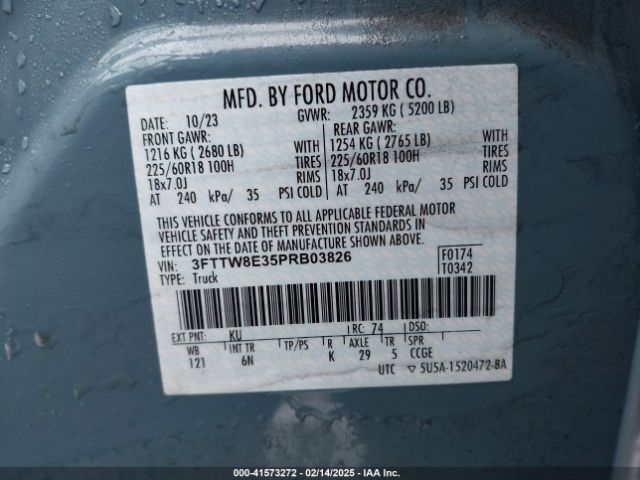 MFD. BY FORD MOTOR CO.
DATE: 10/23 GVWR: 2359 KG ( 5200 LB)
FRONT GAWR: REAR GAWR:
1216 KG ( 2680 LB) WITH 1254 KG ( 2765 LB) WITH
225/60R18 100H TIRES 225/60R18 100H TIRES
18x7.0J RIMS 18x7.0J RIMS
AT 240 kPa/ 35 PSI COLD AT 240 kPa/ 35 PSI COLD
THIS VEHICLE CONFORMS TO ALL APPLICABLE FEDERAL MOTOR
VEHICLE SAFETY AND THEFT PREVENTION STANDARDS IN
EFFECT ON THE DATE OF MANUFACTURE SHOWN ABOVE.
VIN: 3FTTW8E35PRB03826 F0174
TYPE: Truck T0342
EXT PNT: KU RC: 74 DSO:
WB INT TR TP/PS R AXLE TR SPR
121 6N K 29 5 CCGE
UTC ▽ 5U5A-1520472-BA
00-41573272 - 02/14/2025 - IAA Inc.